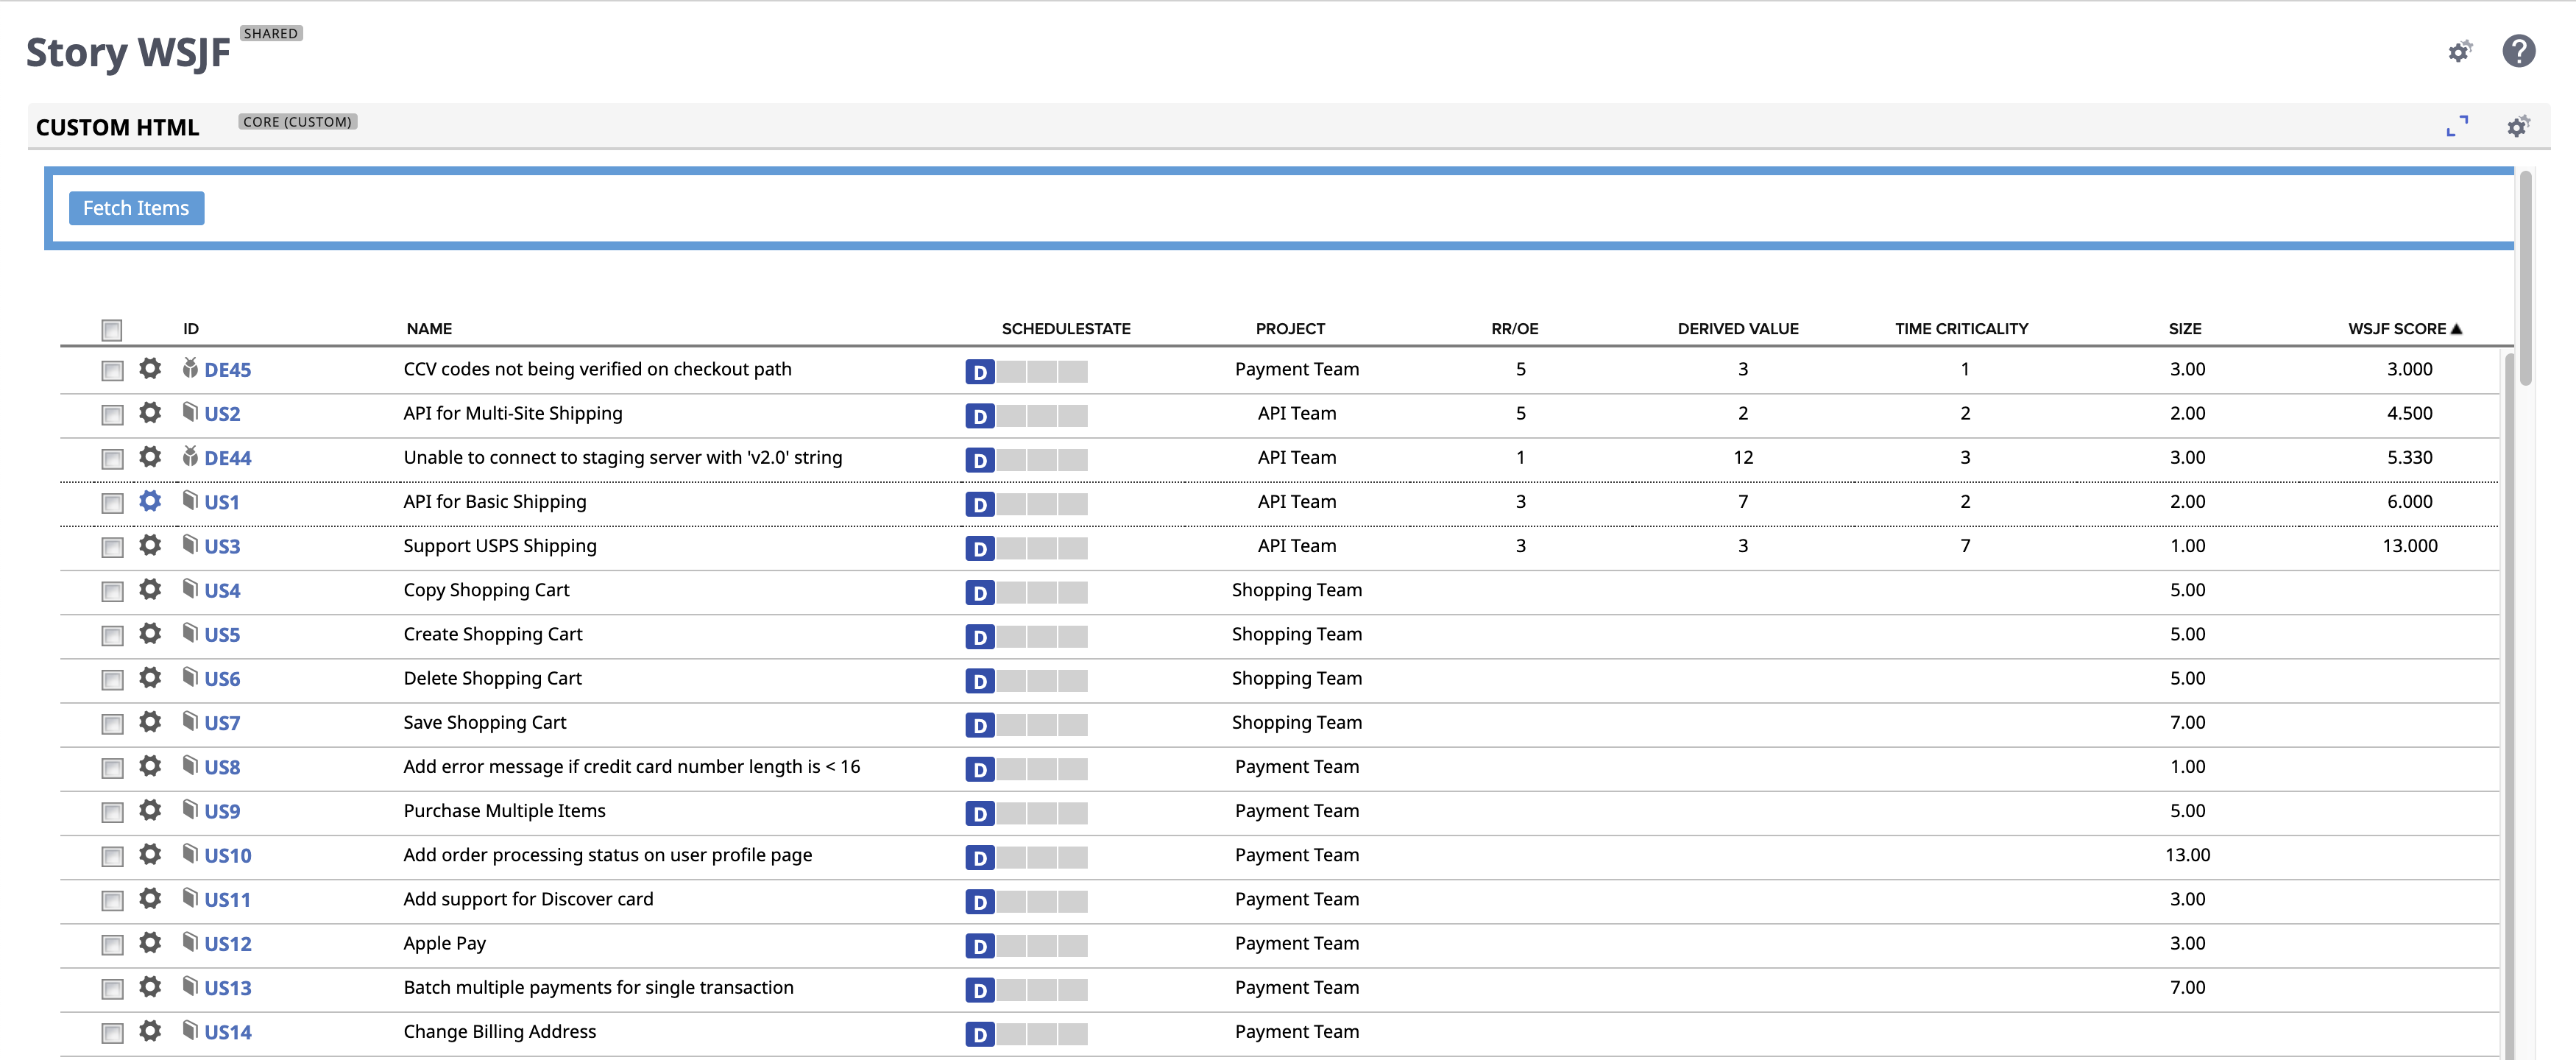 Story WSJF SHARED
CUSTOM HTML CORE (CUSTOM)
Fetch Items
ID NAME SCHEDULESTATE PROJECT RR/OE DERIVED VALUE TIME CRITICALITY SIZE WSJF SCORE▲
DE45 CCV codes not being verified on checkout path D Payment Team 5 3 1 3.00 3.000
US2 API for Multi-Site Shipping D API Team 5 2 2 2.00 4.500
DE44 Unable to connect to staging server with 'v2.0' string D API Team 1 12 3 3.00 5.330
US1 API for Basic Shipping D API Team 3 7 2 2.00 6.000
US3 Support USPS Shipping D API Team 3 3 7 1.00 13.000
US4 Copy Shopping Cart D Shopping Team 5.00
US5 Create Shopping Cart D Shopping Team 5.00
US6 Delete Shopping Cart D Shopping Team 5.00
US7 Save Shopping Cart D Shopping Team 7.00
US8 Add error message if credit card number length is < 16 D Payment Team 1.00
US9 Purchase Multiple Items D Payment Team 5.00
US10 Add order processing status on user profile page D Payment Team 13.00
US11 Add support for Discover card D Payment Team 3.00
US12 Apple Pay D Payment Team 3.00
US13 Batch multiple payments for single transaction D Payment Team 7.00
US14 Change Billing Address D Payment Team